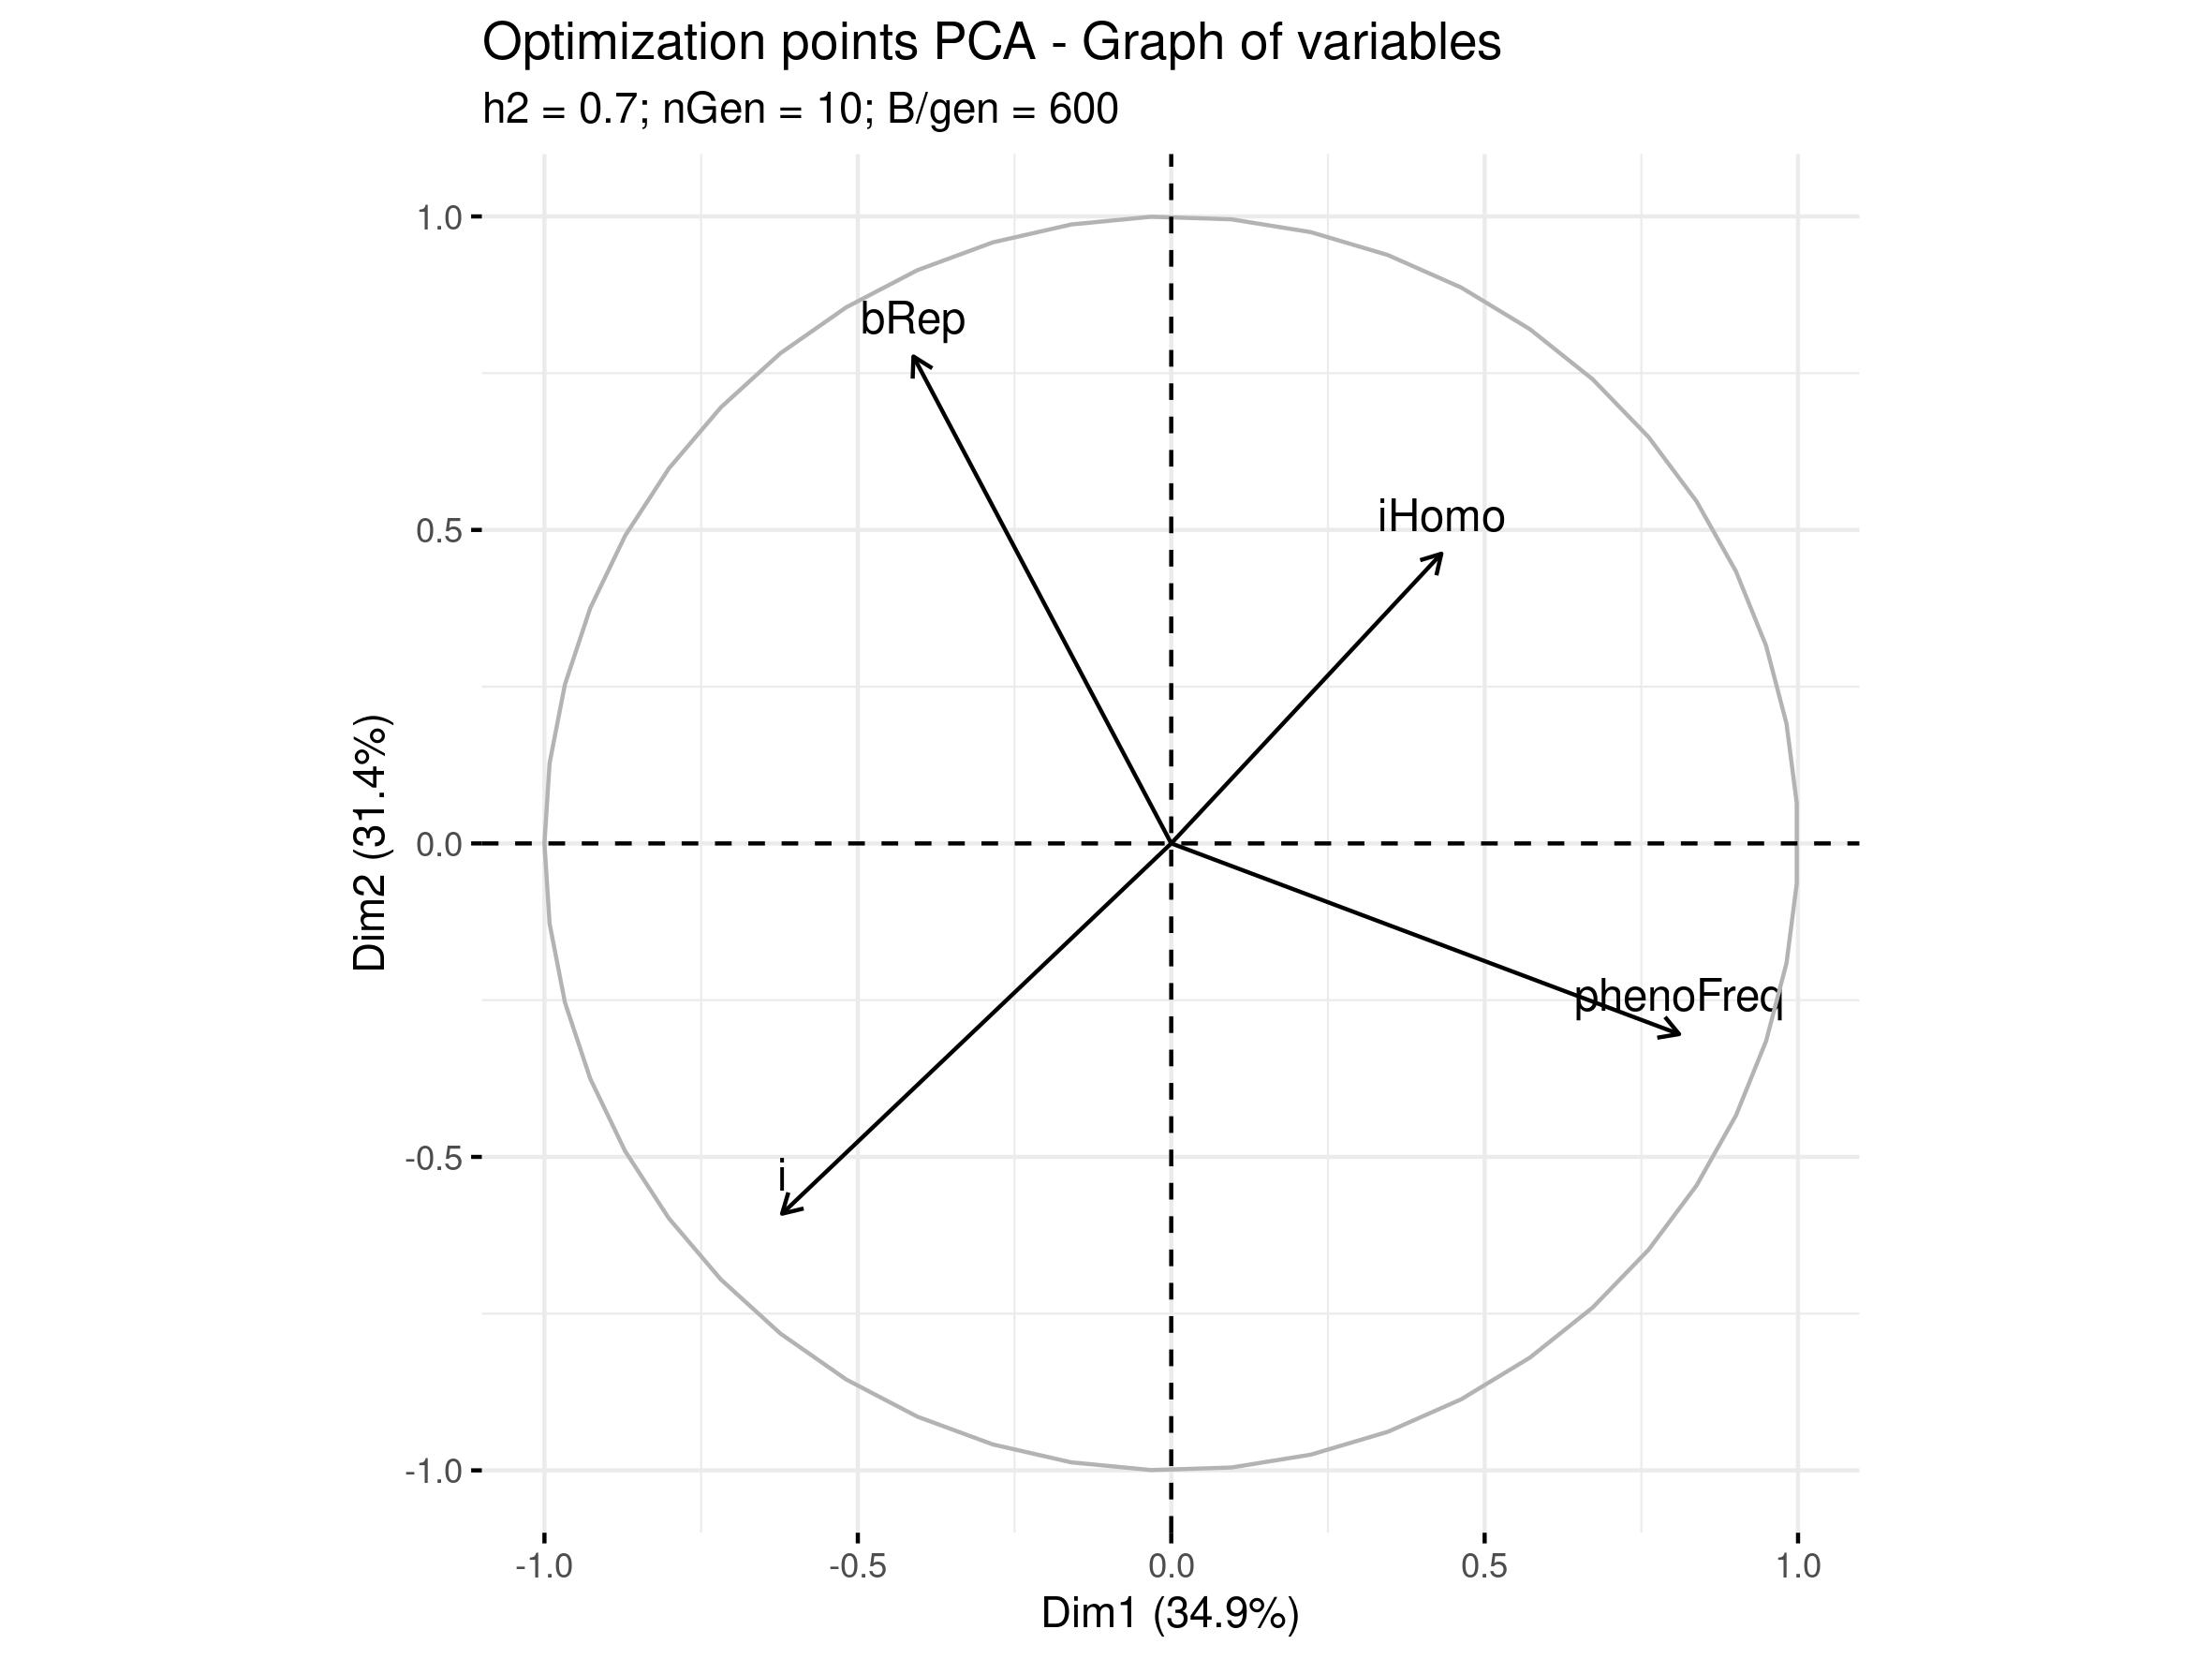 Optimization points PCA - Graph of variables
h2 = 0.7; nGen = 10; B/gen = 600
1.0
0.5
0.0
-0.5
-1.0
Dim2 (31.4%)
bRep
iHomo
phenoFreq
i
-1.0
-0.5
0.0
0.5
1.0
Dim1 (34.9%)